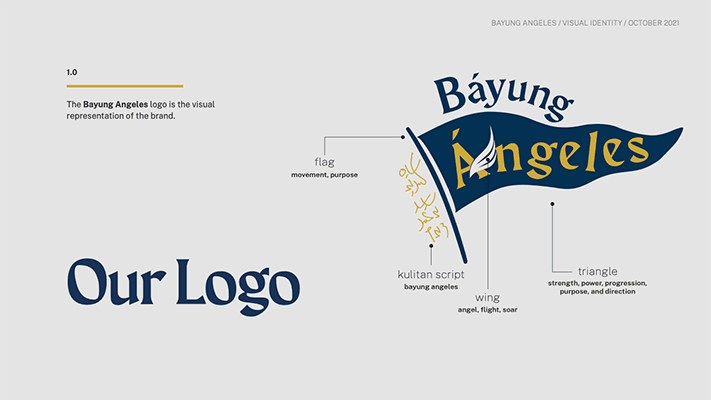 BAYUNG ANGELES / VISUAL IDENTITY / OCTOBER 2021
1.0
The Bayung Angeles logo is the visual
representation of the brand.
Báyung
Ángeles
flag
movement, purpose
kulitan script
bayung angeles
wing
angel, flight, soar
triangle
strength, power, progression,
purpose, and direction
Our Logo